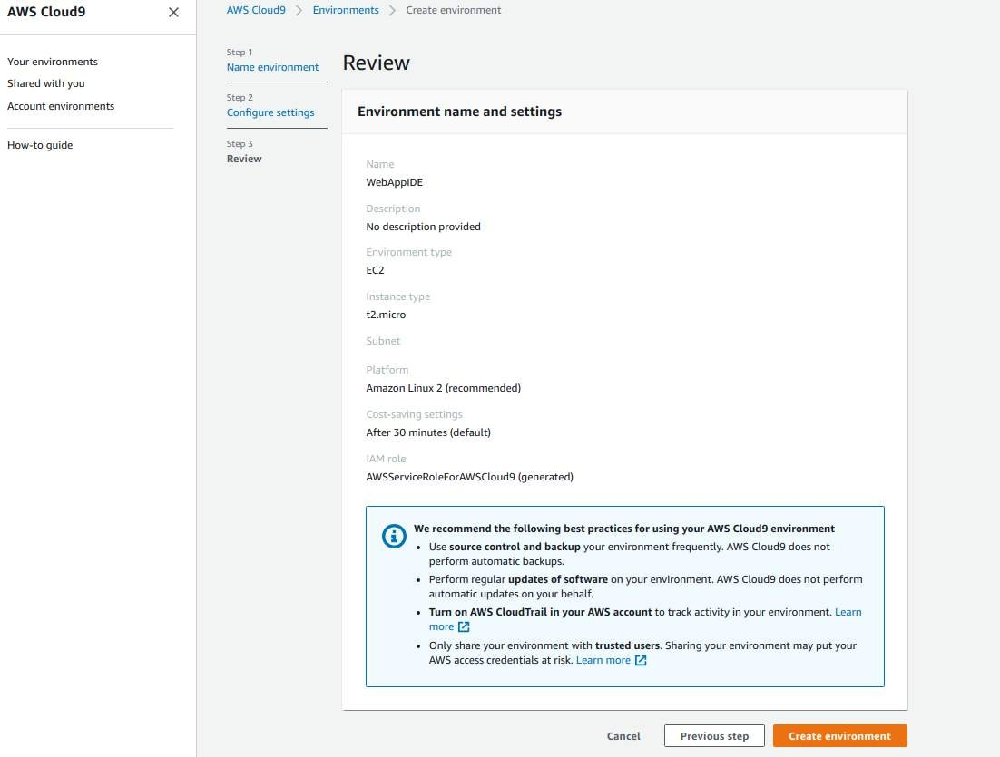 AWS Cloud9
Your environments
Shared with you
Account environments
How-to guide
AWS Cloud9 > Environments > Create environment
Step 1
Name environment
Step 2
Configure settings
Step 3
Review
Review
Environment name and settings
Name
WebAppIDE
Description
No description provided
Environment type
EC2
Instance type
t2.micro
Subnet
Platform
Amazon Linux 2 (recommended)
Cost-saving settings
After 30 minutes (default)
IAM role
AWSServiceRoleForAWSCloud9 (generated)
We recommend the following best practices for using your AWS Cloud9 environment
• Use source control and backup your environment frequently. AWS Cloud9 does not
perform automatic backups.
• Perform regular updates of software on your environment. AWS Cloud9 does not perform
automatic updates on your behalf.
• Turn on AWS CloudTrail in your AWS account to track activity in your environment. Learn
more
• Only share your environment with trusted users. Sharing your environment may put your
AWS access credentials at risk. Learn more
Cancel
Previous step
Create environment